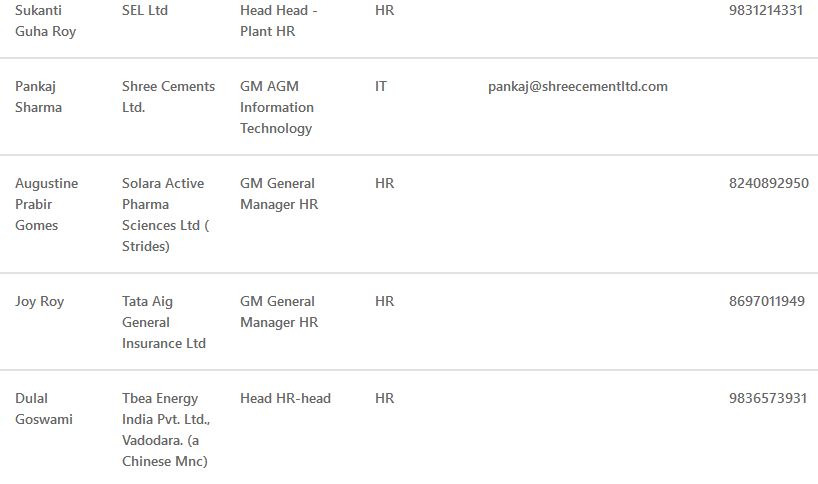 Sukanti SEL Ltd Head Head - HR 9831214331
Guha Roy Plant HR
Pankaj Shree Cements GM AGM IT pankaj@shreecementltd.com
Sharma Ltd. Information
Technology
Augustine Solara Active GM General HR 8240892950
Prabir Pharma Manager HR
Gomes Sciences Ltd (
Strides)
Joy Roy Tata Aig GM General HR 8697011949
General Manager HR
Insurance Ltd
Dulal Tbea Energy Head HR-head HR 9836573931
Goswami India Pvt. Ltd.,
Vadodara. (a
Chinese Mnc)